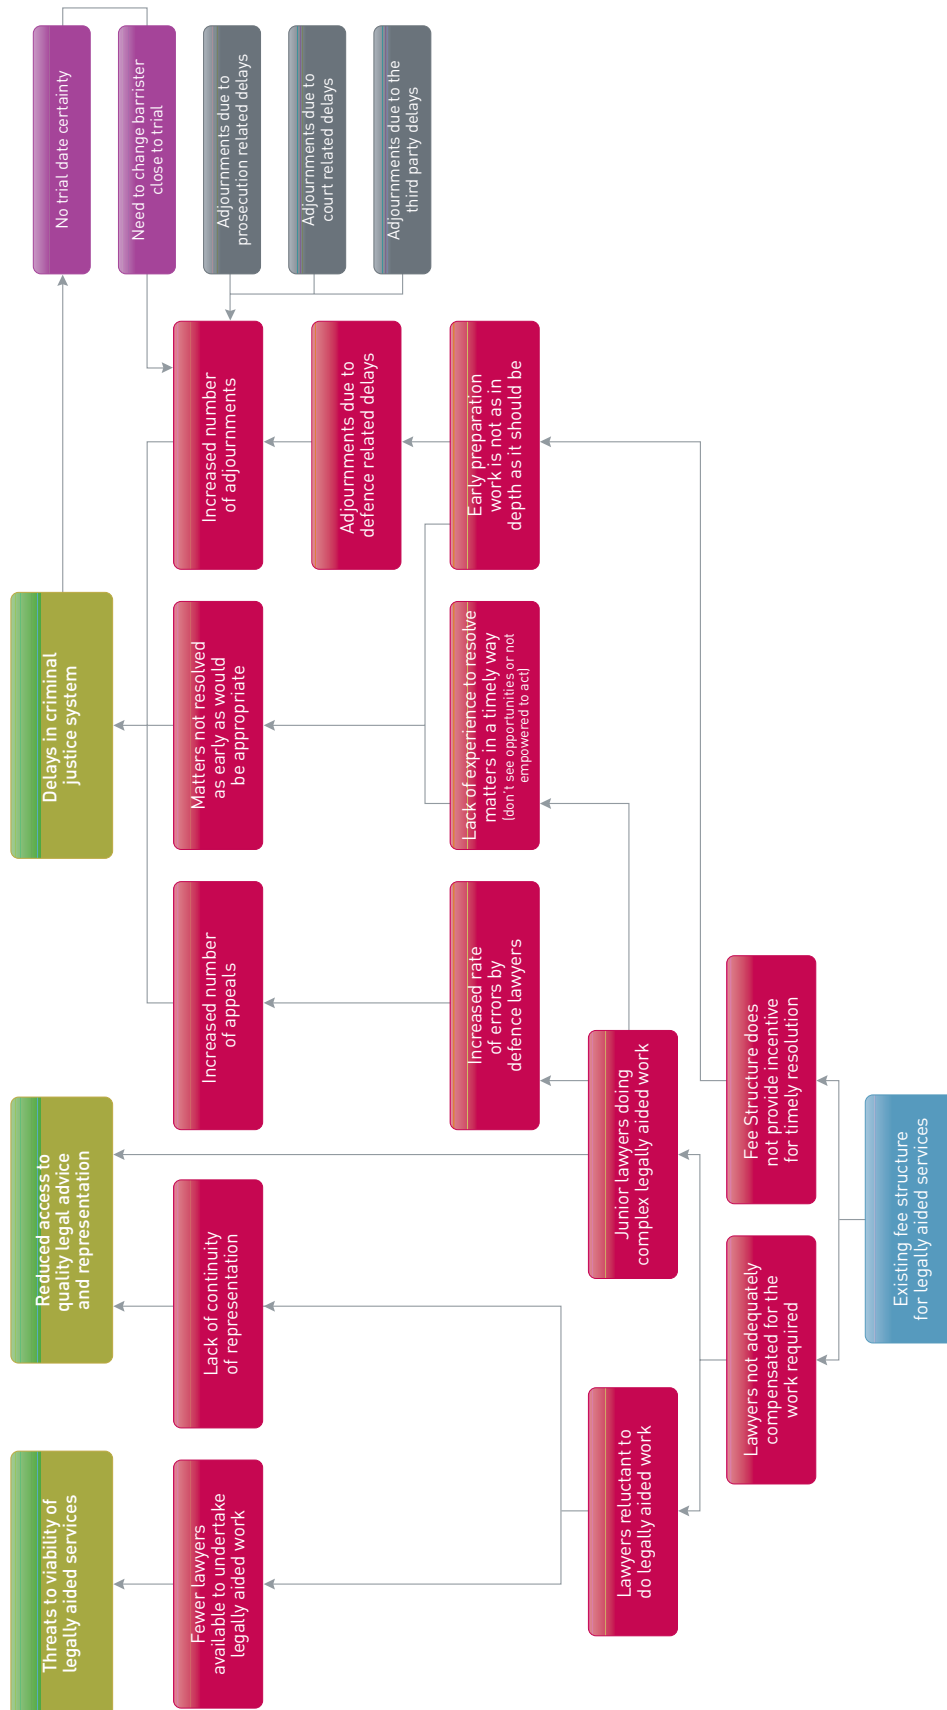 Threats to viability of
legally aided services
Reduced access to
quality legal advice
and representation
Delays in criminal
justice system
No trial date certainty
Need to change barrister
close to trial
Fewer lawyers
available to undertake
legally aided work
Lack of continuity
of representation
Increased number
of appeals
Matters not resolved
as early as would
be appropriate
Increased number
of adjournments
Adjournments due to
prosecution related delays
Adjournments due to
court related delays
Adjournments due to the
third party delays
Adjournments due to
defence related delays
Increased rate
of errors by
defence lawyers
Lack of experience to resolve
matters in a timely way
(don't see opportunities or not
empowered to act)
Early preparation
work is not as in
depth as it should be
Lawyers reluctant to
do legally aided work
Junior lawyers doing
complex legally aided work
Lawyers not adequately
compensated for the
work required
Fee Structure does
not provide incentive
for timely resolution
Existing fee structure
for legally aided services